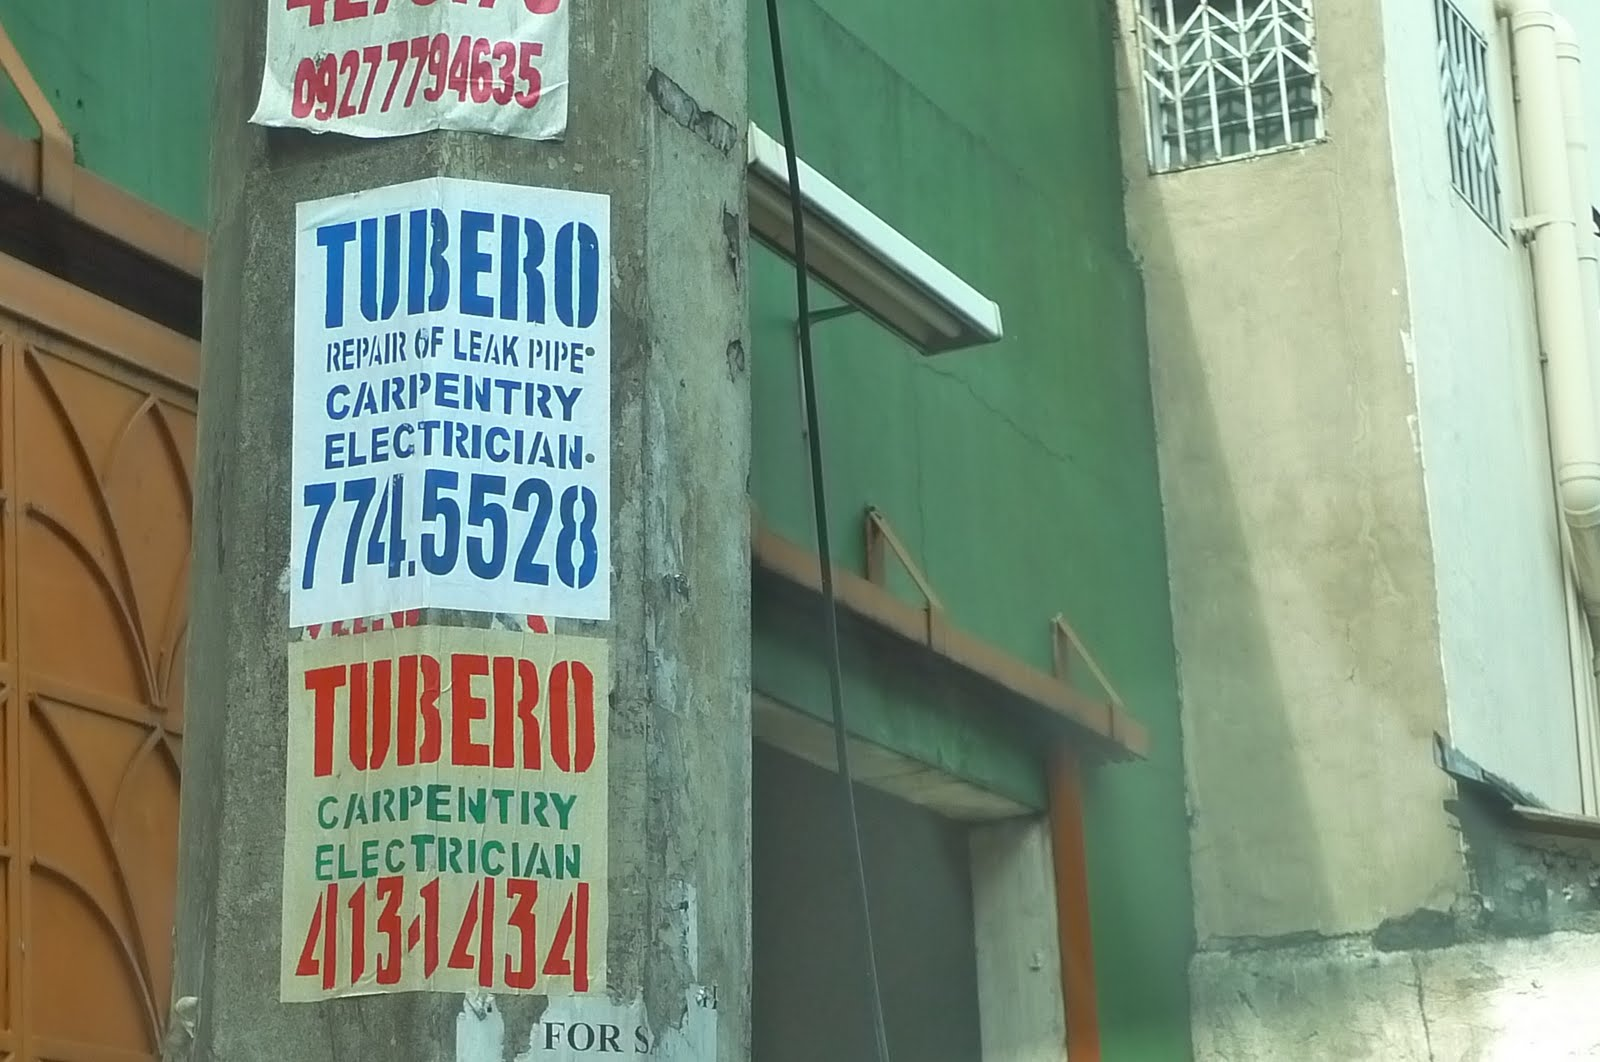 09277794635
TUBERO
REPAIR OF LEAK PIPE
CARPENTRY
ELECTRICIAN.
774.5528
TUBERO
CARPENTRY
ELECTRICIAN
413-1434
FOR